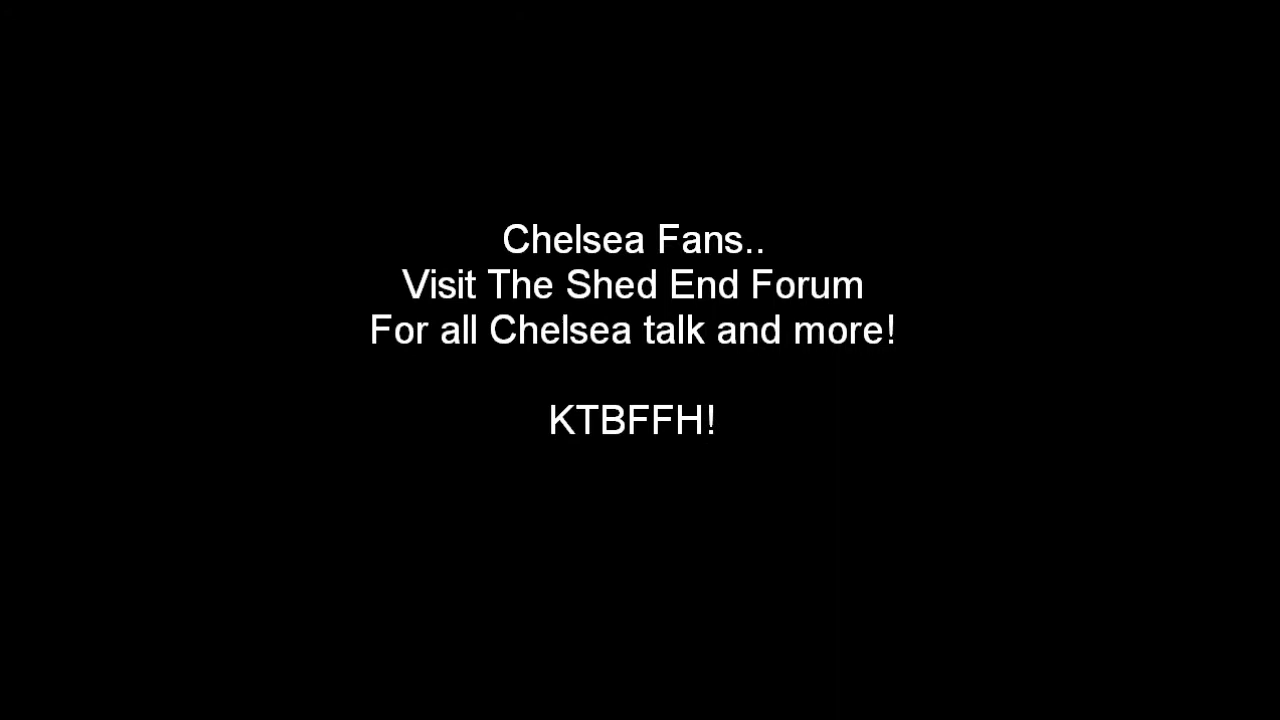 Chelsea Fans..
Visit The Shed End Forum
For all Chelsea talk and more!
KTBFFH!